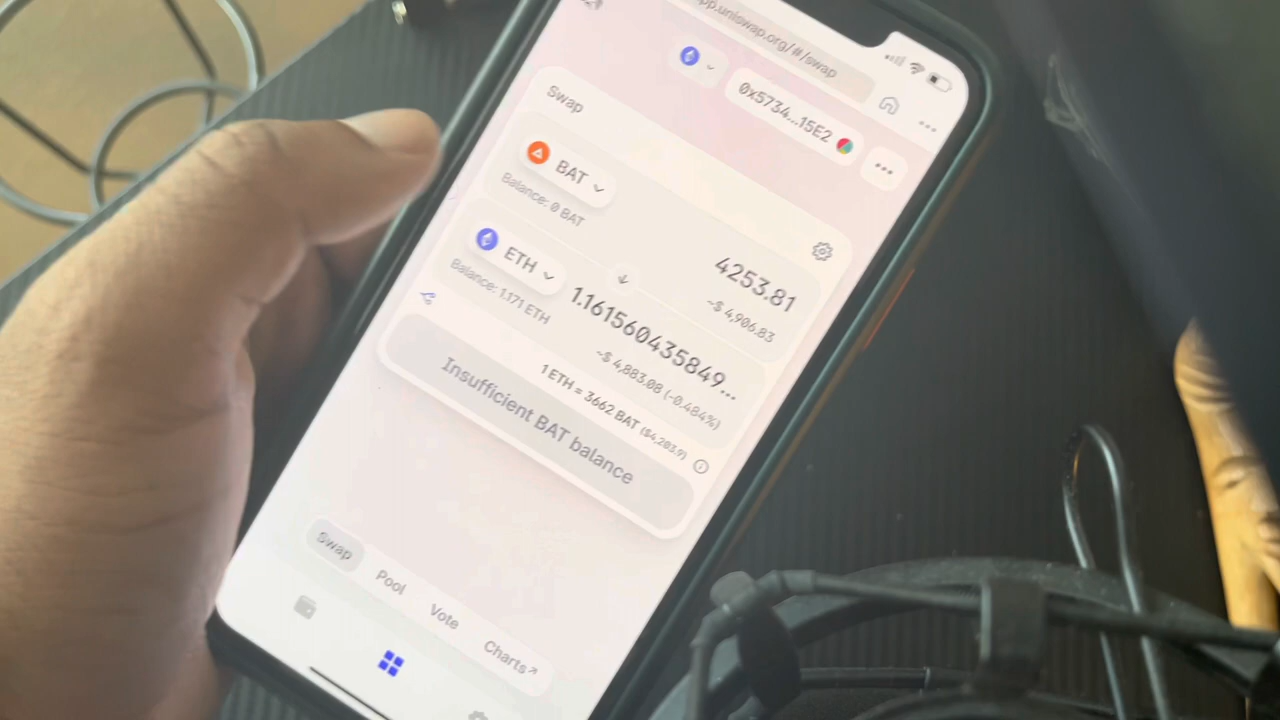 app.uniswap.org/#/swap
0x5734...15E2
Swap
BAT
4253.81
Balance: 0 BAT
~$ 4,906.83
ETH
1.161560435849...
Balance: 1.171 ETH
~$ 4,883.08 (-0.484%)
1 ETH = 3662 BAT ($4,203.9)
Insufficient BAT balance
Swap
Pool
Vote
Charts↗